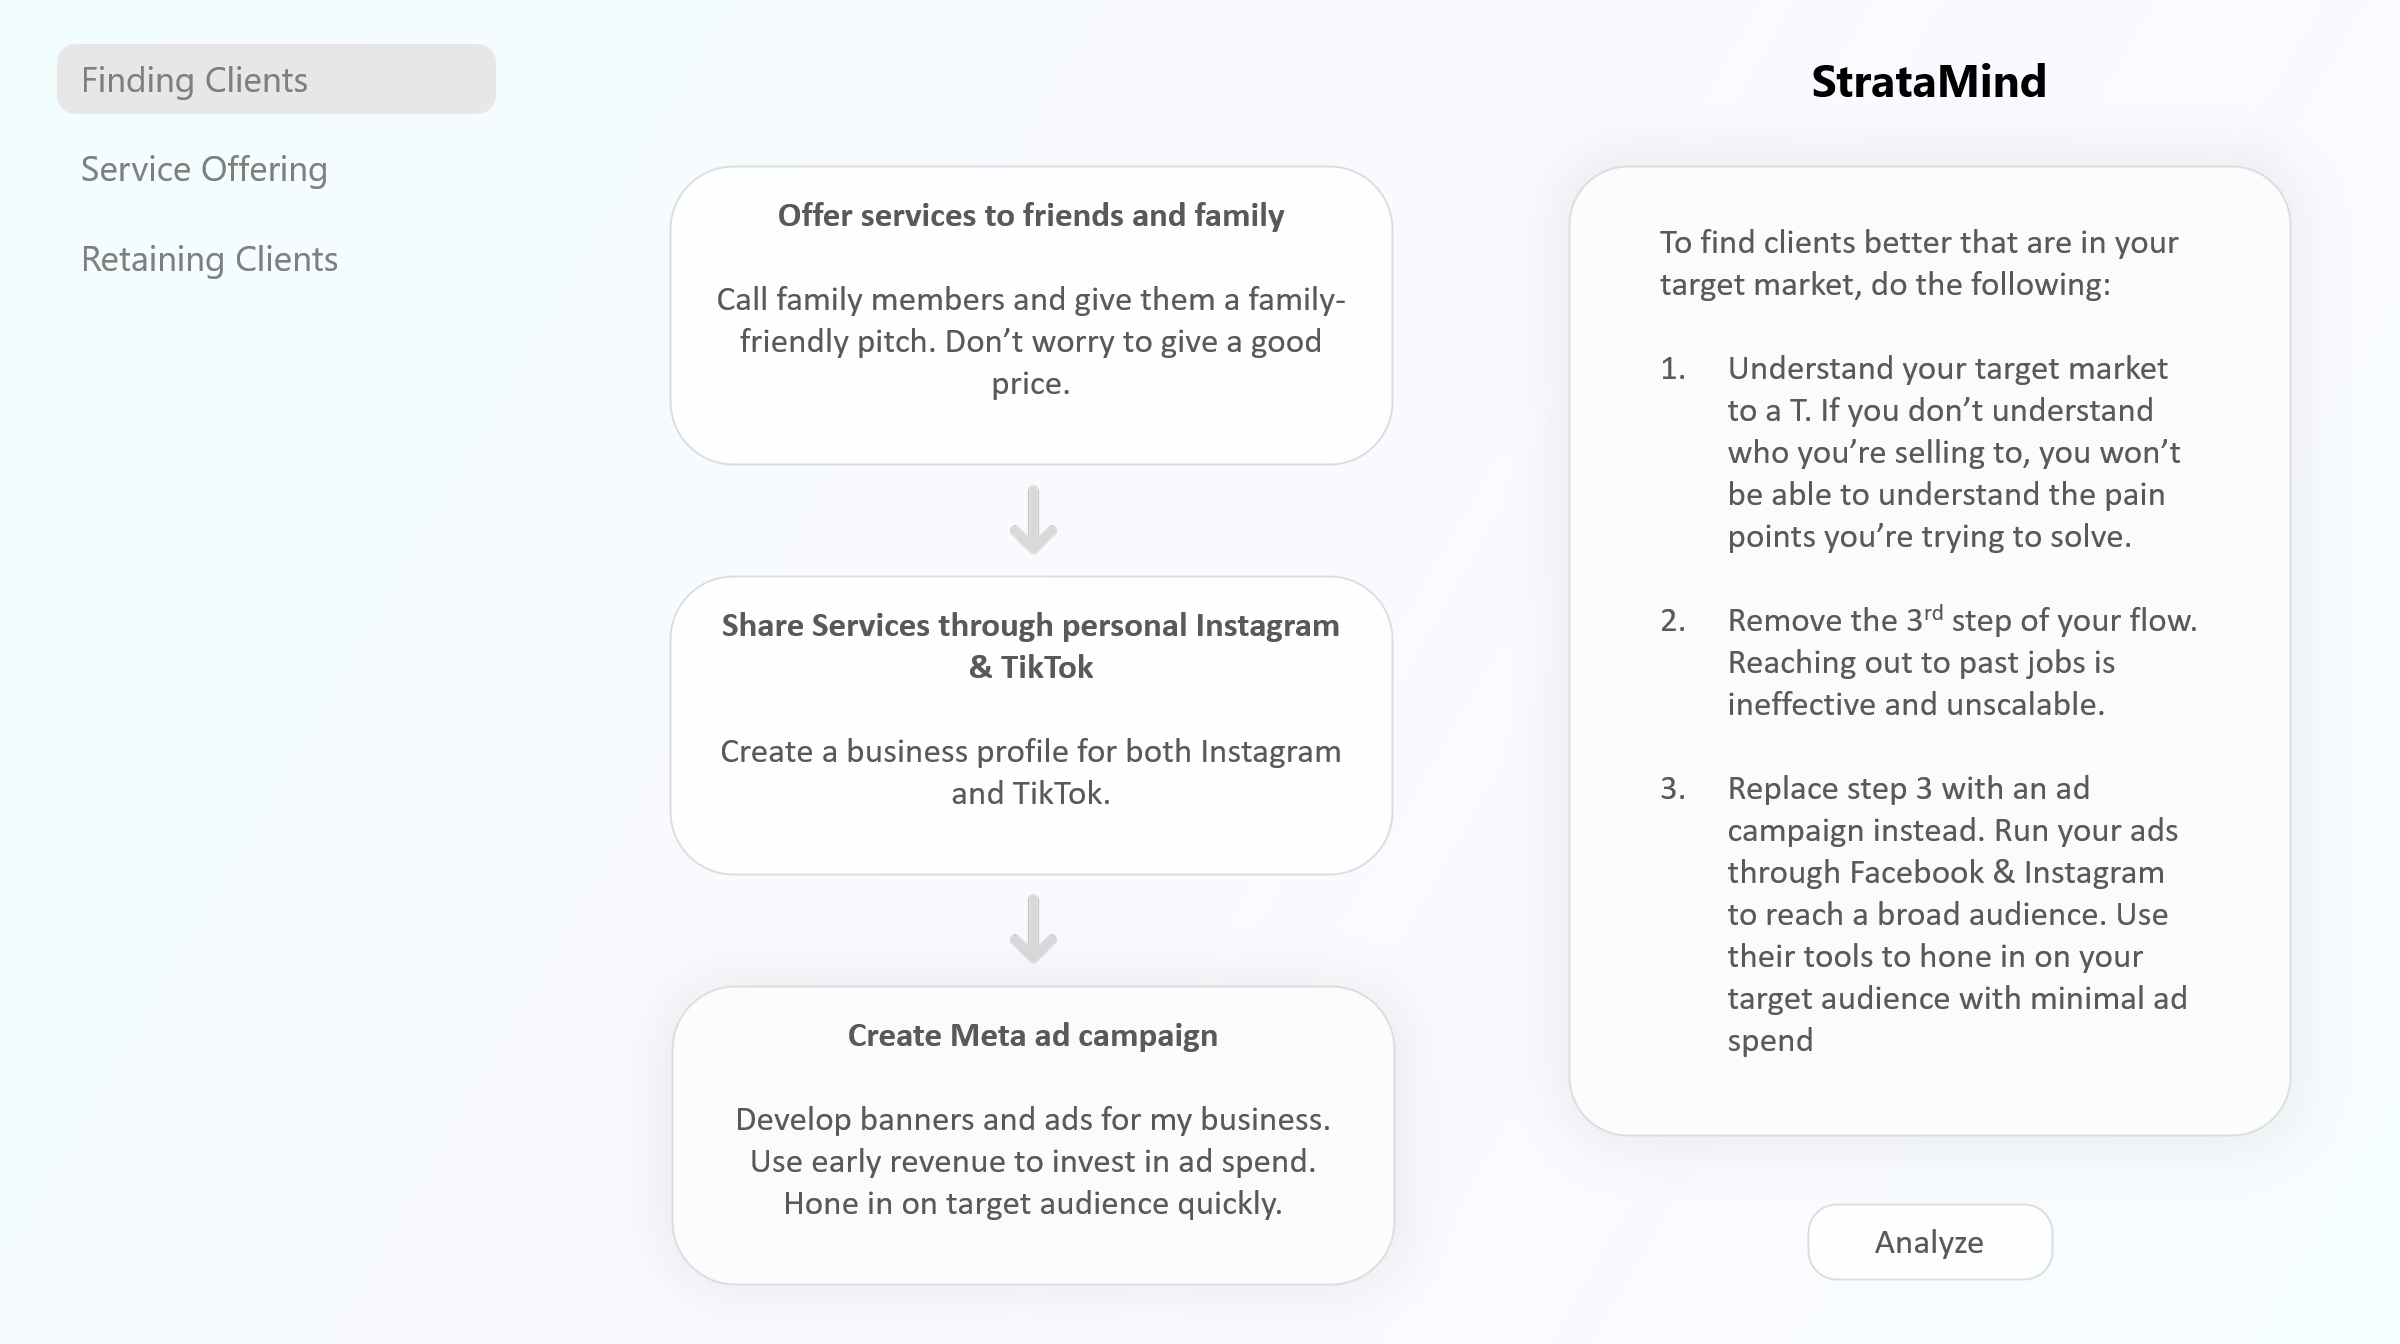 Finding Clients
Service Offering
Retaining Clients
Offer services to friends and family
Call family members and give them a family-
friendly pitch. Don’t worry to give a good
price.
Share Services through personal Instagram
& TikTok
Create a business profile for both Instagram
and TikTok.
Create Meta ad campaign
Develop banners and ads for my business.
Use early revenue to invest in ad spend.
Hone in on target audience quickly.
StrataMind
To find clients better that are in your
target market, do the following:
1. Understand your target market
to a T. If you don’t understand
who you’re selling to, you won’t
be able to understand the pain
points you’re trying to solve.
2. Remove the 3rd step of your flow.
Reaching out to past jobs is
ineffective and unscalable.
3. Replace step 3 with an ad
campaign instead. Run your ads
through Facebook & Instagram
to reach a broad audience. Use
their tools to hone in on your
target audience with minimal ad
spend
Analyze